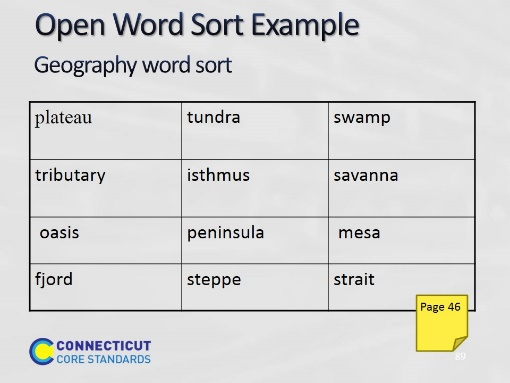 Open Word Sort Example
Geography word sort
plateau tundra swamp
tributary isthmus savanna
oasis peninsula mesa
fjord steppe strait
Page 46
CONNECTICUT
CORE STANDARDS
89